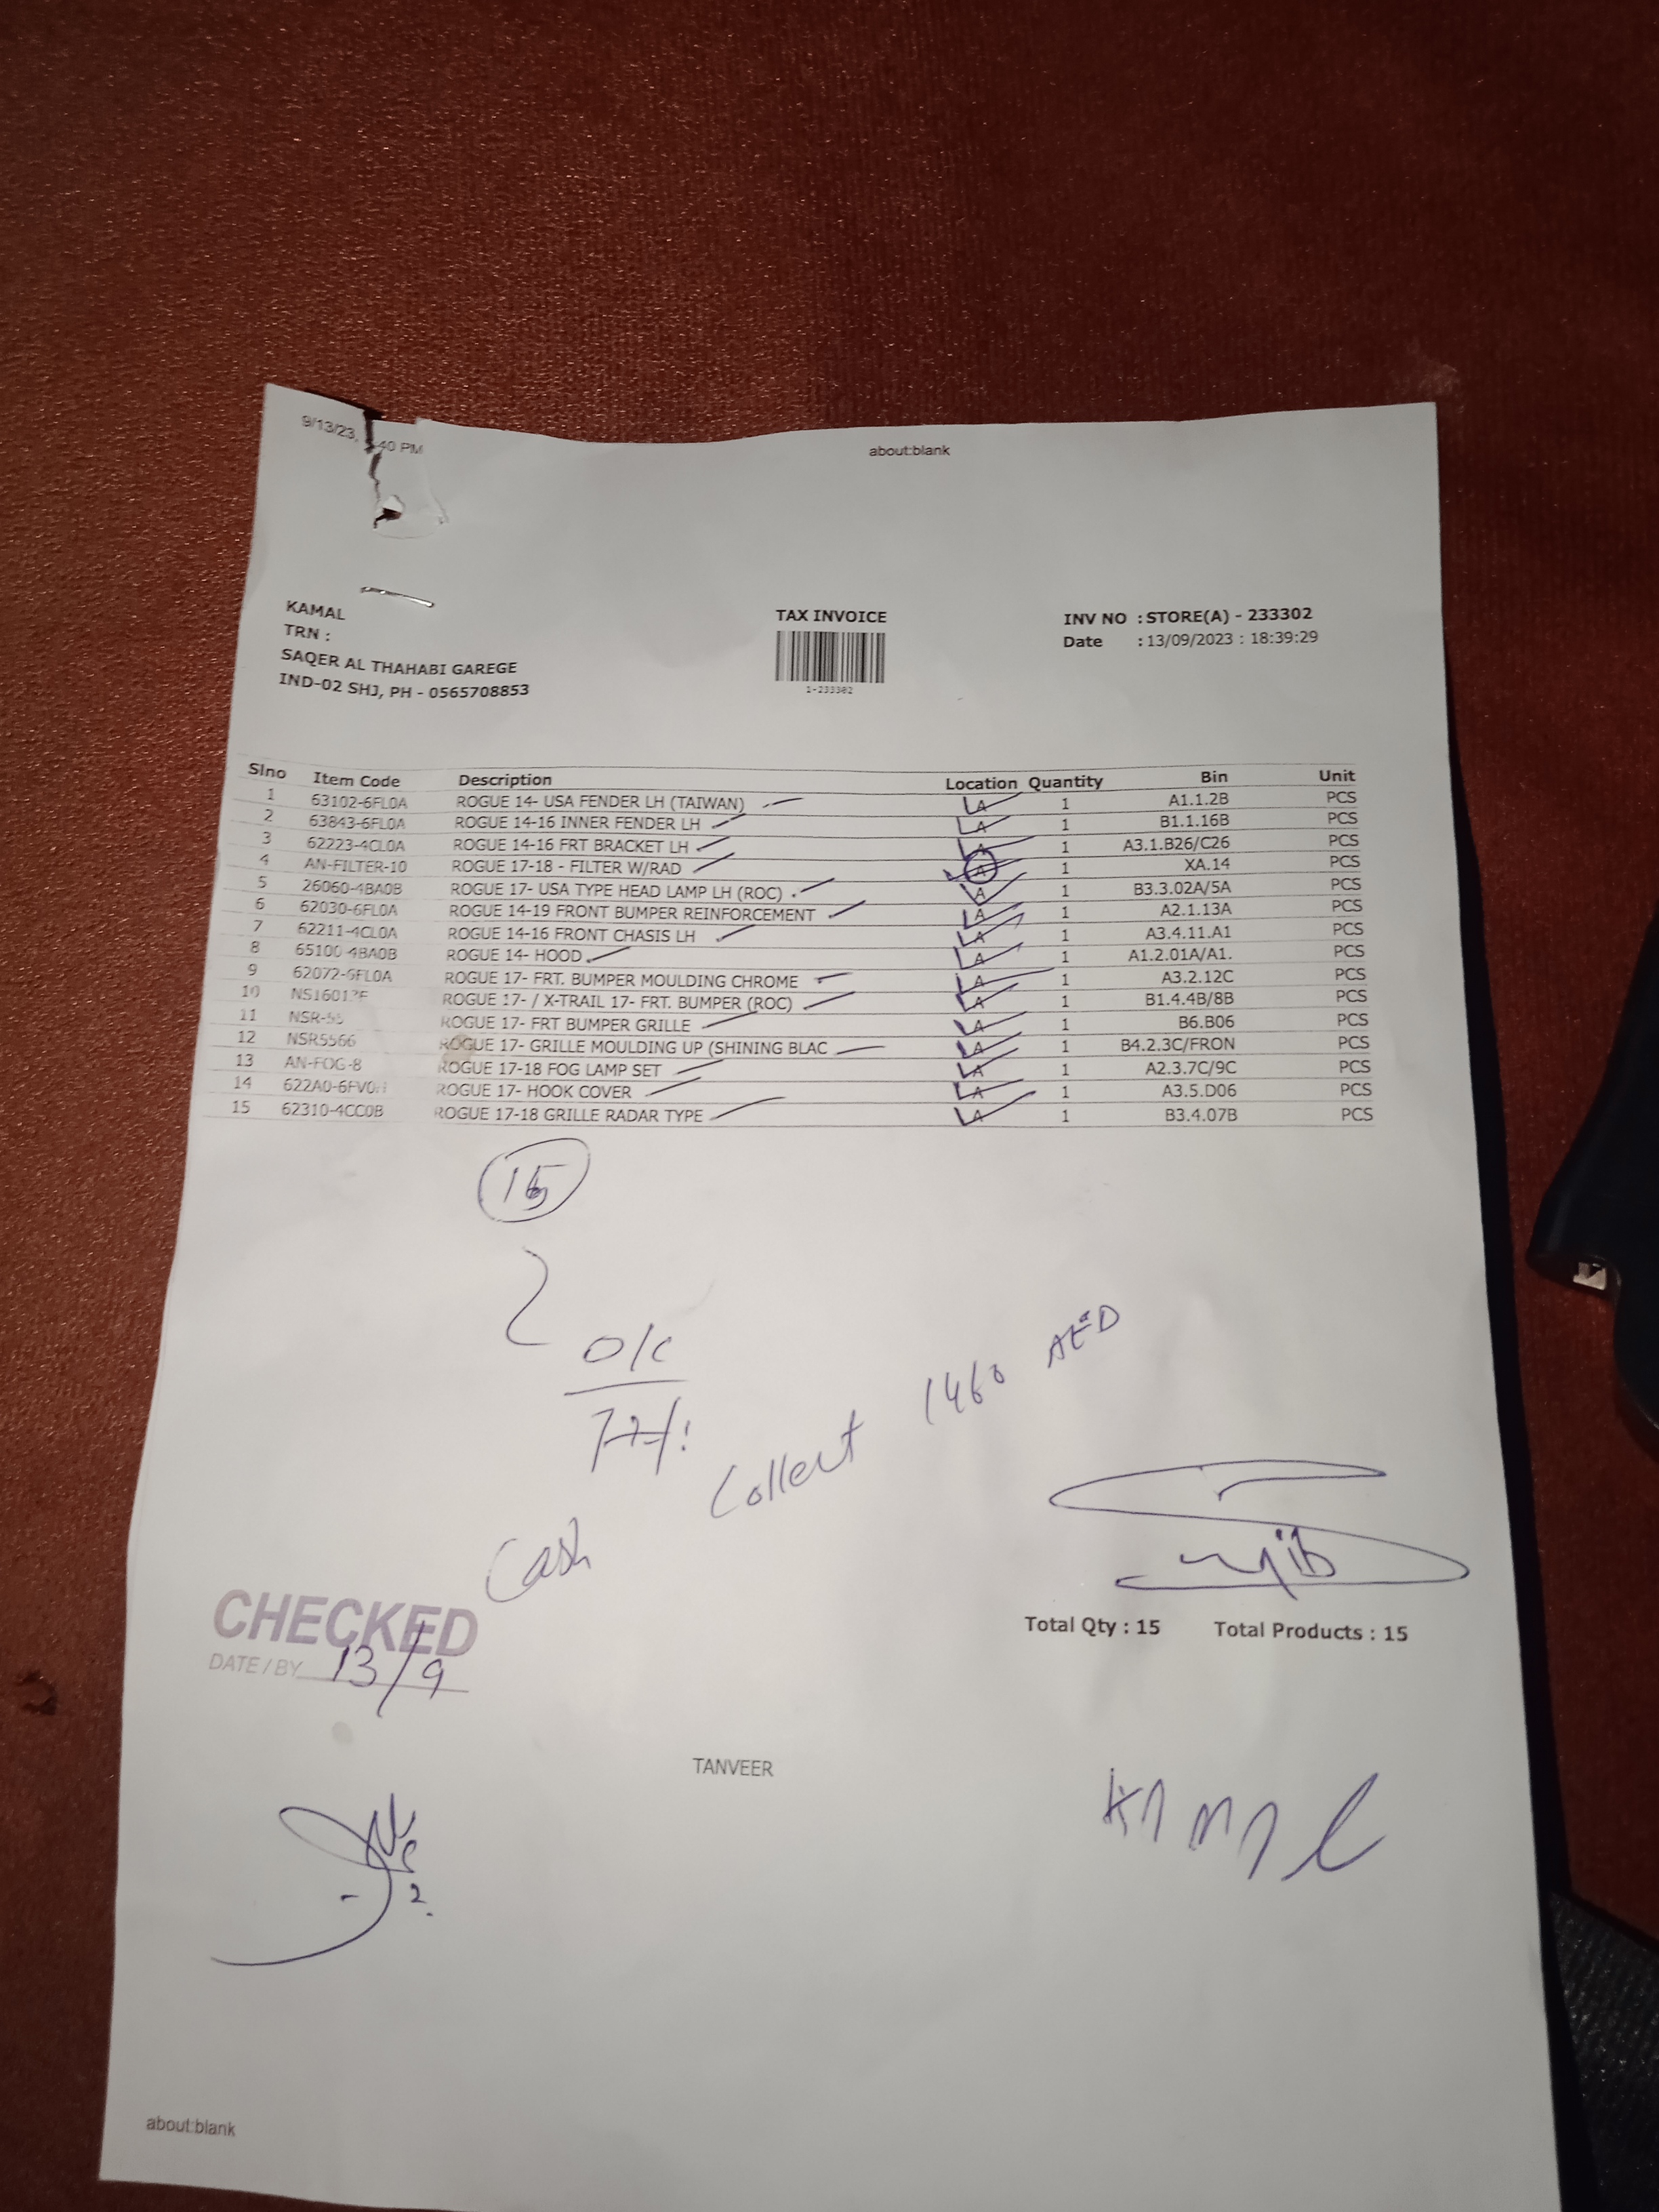 9/13/23, 40 PM about:blank
KAMAL
TRN :
SAQER AL THAHABI GAREGE
IND-02 SHJ, PH - 0565708853
TAX INVOICE
1-233302
INV NO : STORE(A) - 233302
Date : 13/09/2023 : 18:39:29
Slno Item Code Description Location Quantity Bin Unit
1 63102-6FL0A ROGUE 14- USA FENDER LH (TAIWAN) A 1 A1.1.2B PCS
2 63843-6FL0A ROGUE 14-16 INNER FENDER LH A 1 B1.1.16B PCS
3 62223-4CL0A ROGUE 14-16 FRT BRACKET LH A 1 A3.1.B26/C26 PCS
4 AN-FILTER-10 ROGUE 17-18 - FILTER W/RAD A 1 XA.14 PCS
5 26060-4BA0B ROGUE 17- USA TYPE HEAD LAMP LH (ROC) A 1 B3.3.02A/5A PCS
6 62030-6FL0A ROGUE 14-19 FRONT BUMPER REINFORCEMENT A 1 A2.1.13A PCS
7 62211-4CL0A ROGUE 14-16 FRONT CHASIS LH A 1 A3.4.11.A1 PCS
8 65100-4BA0B ROGUE 14- HOOD A 1 A1.2.01A/A1. PCS
9 62072-6FL0A ROGUE 17- FRT. BUMPER MOULDING CHROME A 1 A3.2.12C PCS
10 ROGUE 17- / X-TRAIL 17- FRT. BUMPER (ROC) A 1 B1.4.4B/8B PCS
11 ROGUE 17- FRT BUMPER GRILLE A 1 B6.B06 PCS
12 NSR5566 ROGUE 17- GRILLE MOULDING UP (SHINING BLAC A 1 B4.2.3C/FRON PCS
13 AN-FOG-8 ROGUE 17-18 FOG LAMP SET A 1 A2.3.7C/9C PCS
14 ROGUE 17- HOOK COVER A 1 A3.5.D06 PCS
15 62310-4CC0B ROGUE 17-18 GRILLE RADAR TYPE A 1 B3.4.07B PCS
15
Cash Collect 1460 AED
CHECKED
DATE / BY 13/9
Total Qty : 15 Total Products : 15
TANVEER
KAMAL
about:blank